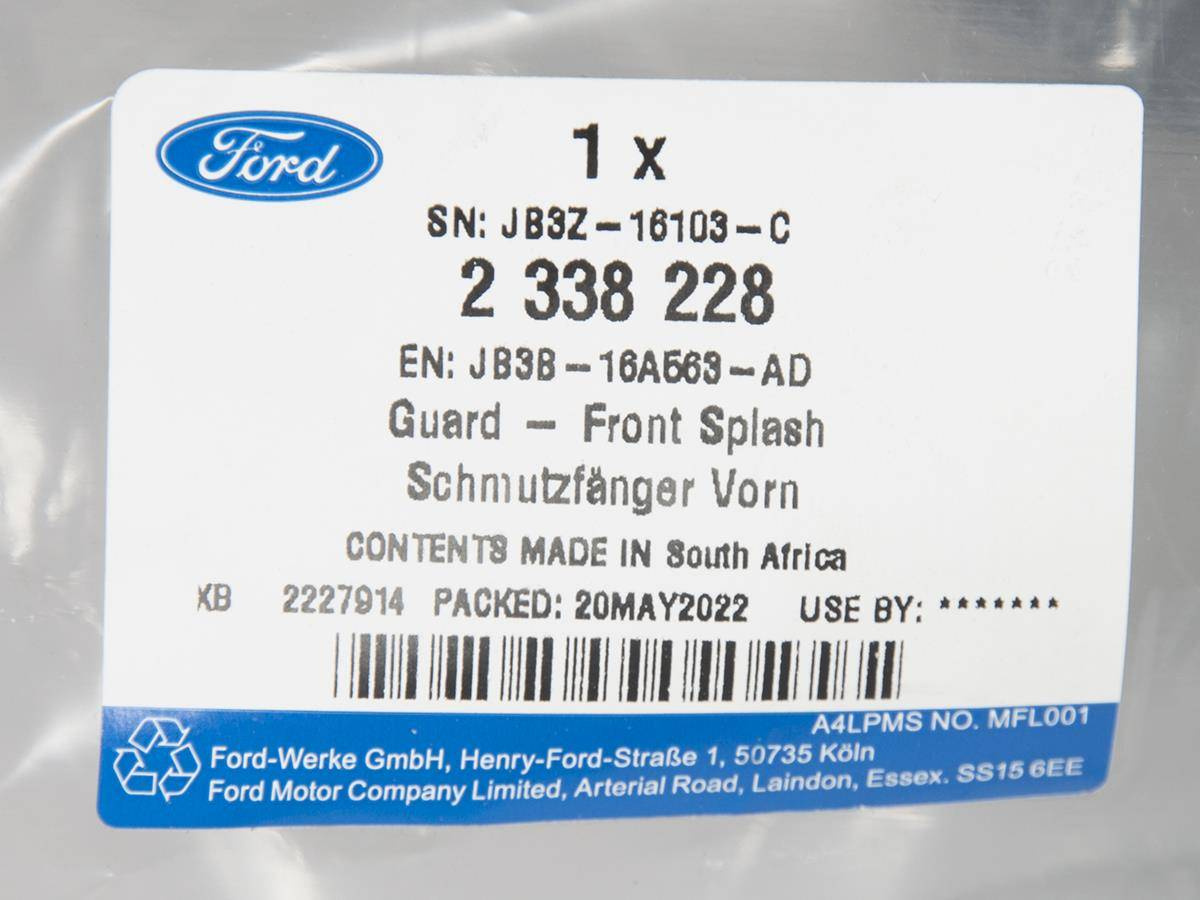 Ford
1 x
SN: JB3Z-16103-C
2 338 228
EN: JB3B-16A563-AD
Guard - Front Splash
Schmutzfänger Vorn
CONTENTS MADE IN South Africa
XB 2227914 PACKED: 20MAY2022 USE BY: *******
A4LPMS NO. MFL001
Ford-Werke GmbH, Henry-Ford-Straße 1, 50735 Köln
Ford Motor Company Limited, Arterial Road, Laindon, Essex. SS15 6EE